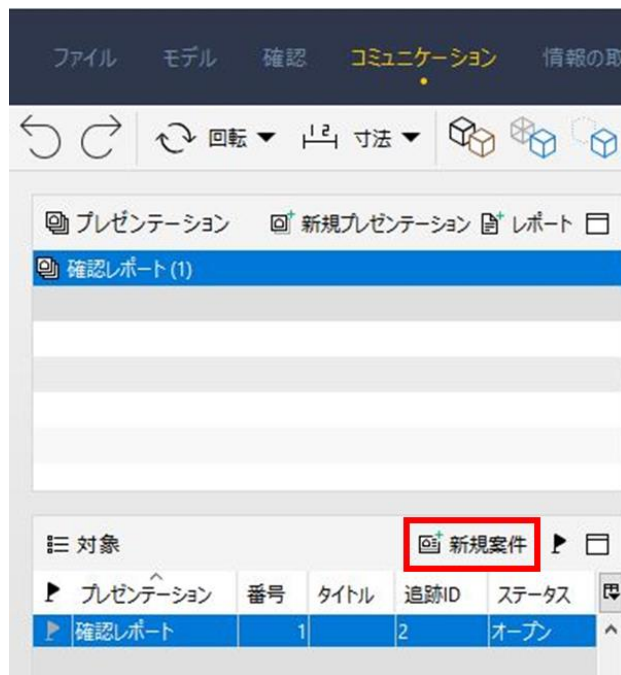 ファイル モデル 確認 コミュニケーション 情報の取
回転 寸法
プレゼンテーション 新規プレゼンテーション レポート
確認レポート (1)
対象 新規案件
プレゼンテーション 番号 タイトル 追跡ID ステータス
確認レポート 1 2 オープン